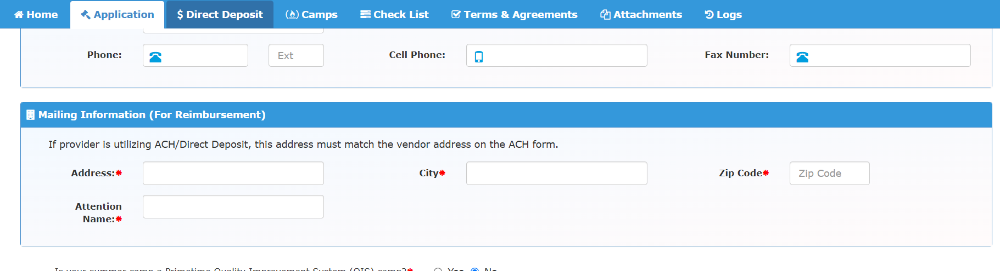 Home Application $ Direct Deposit Camps Check List Terms & Agreements Attachments Logs
Phone: Ext Cell Phone: Fax Number:
Mailing Information (For Reimbursement)
If provider is utilizing ACH/Direct Deposit, this address must match the vendor address on the ACH form.
Address:* City* Zip Code* Zip Code
Attention
Name:*
Is your summer camp a Primetime Quality Improvement System (QIS) camp?* Yes No